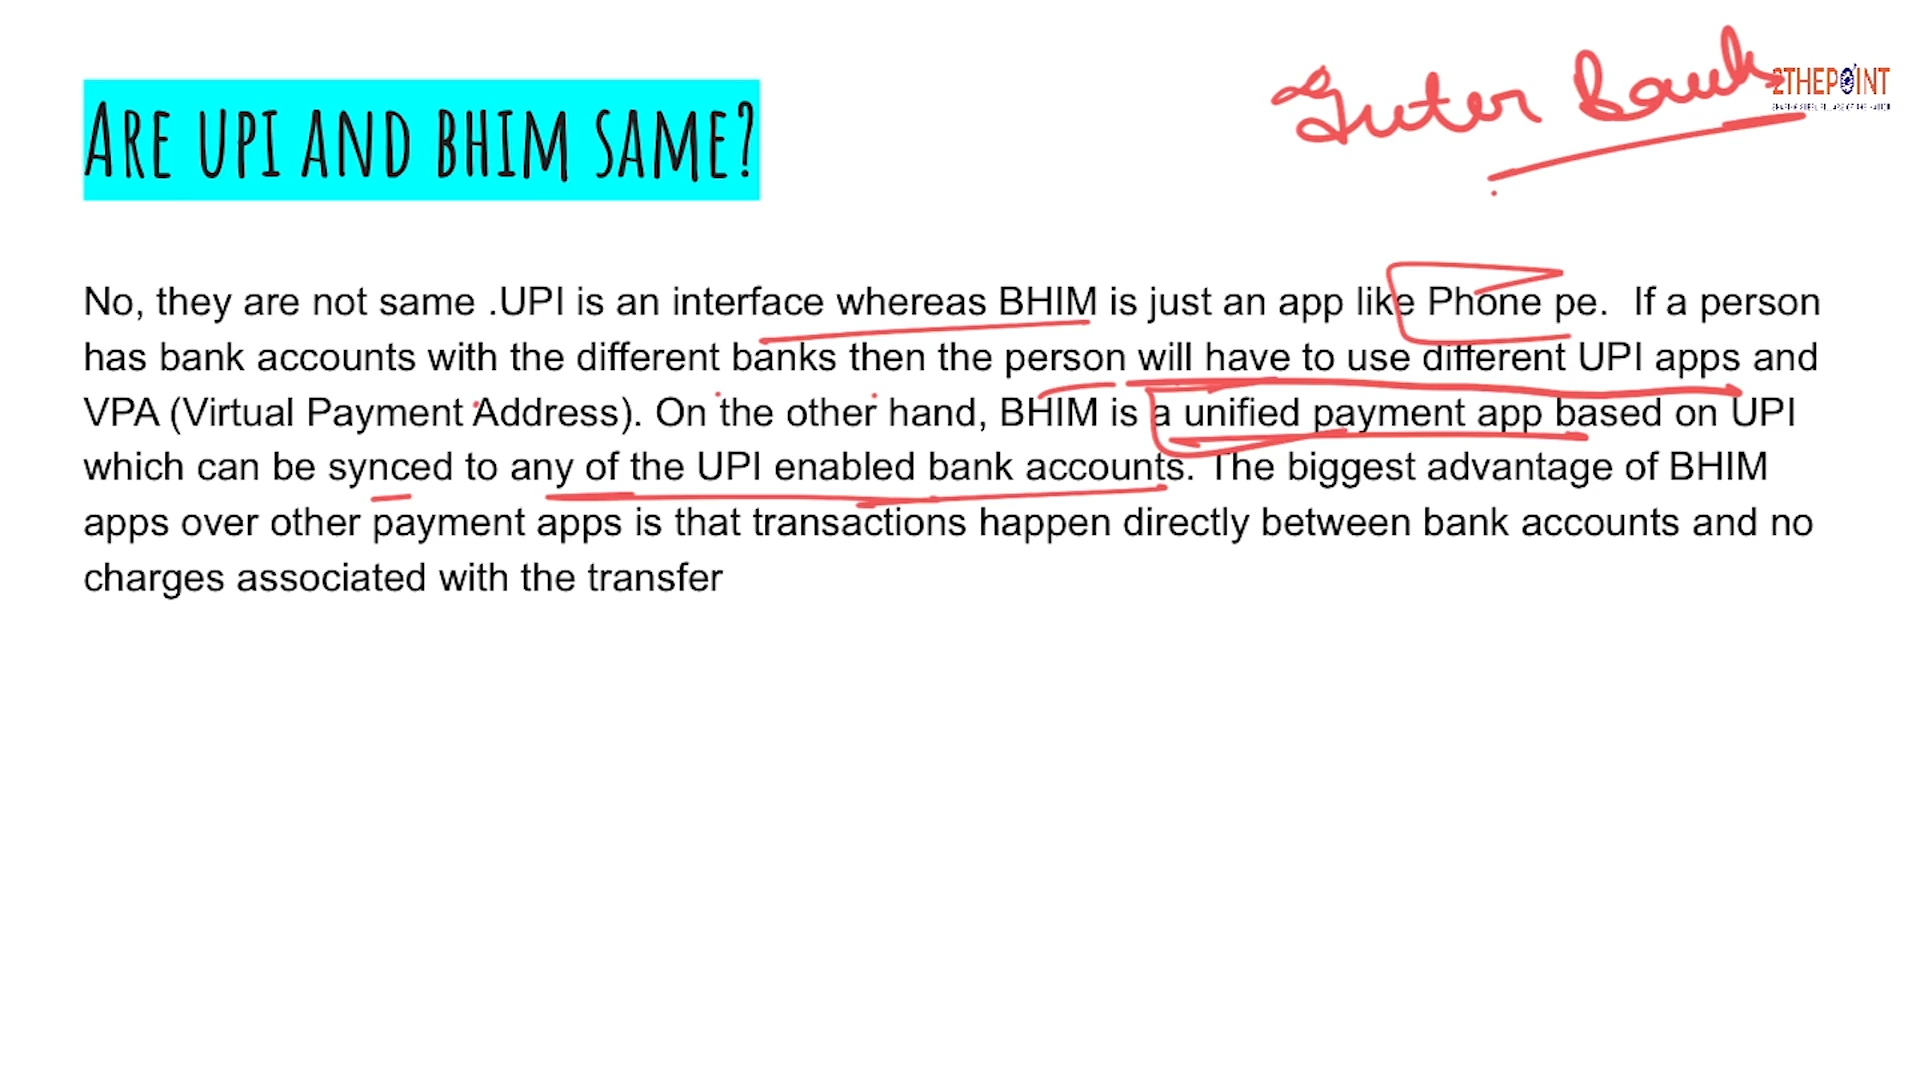 Inter Bank
2THEPOINT
ARE UPI AND BHIM SAME?
No, they are not same .UPI is an interface whereas BHIM is just an app like Phone pe.  If a person
has bank accounts with the different banks then the person will have to use different UPI apps and
VPA (Virtual Payment Address). On the other hand, BHIM is a unified payment app based on UPI
which can be synced to any of the UPI enabled bank accounts. The biggest advantage of BHIM
apps over other payment apps is that transactions happen directly between bank accounts and no
charges associated with the transfer